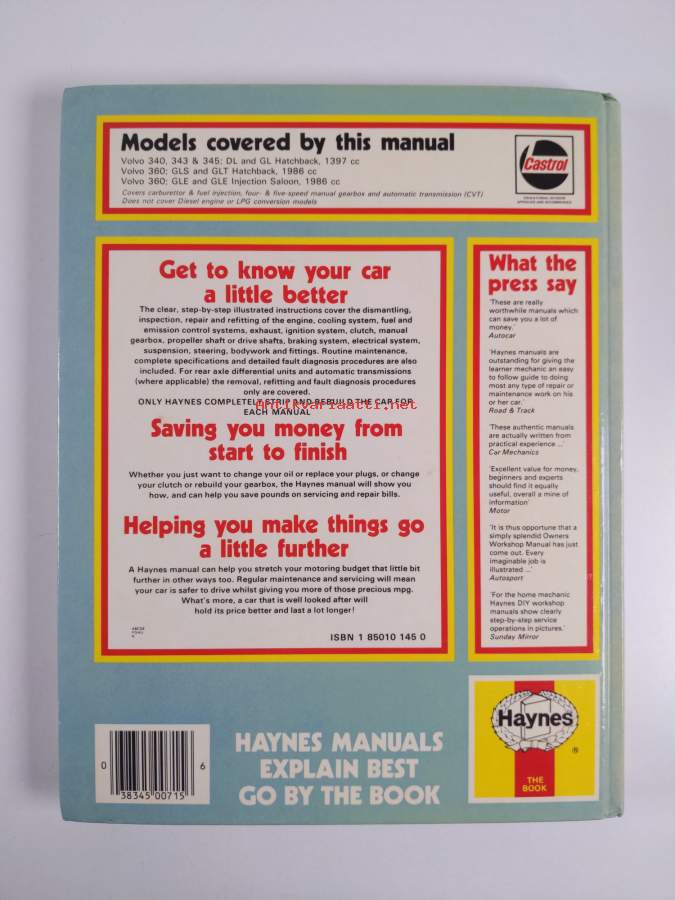 Models covered by this manual
Volvo 340, 343 & 345; DL and GL Hatchback, 1397 cc
Volvo 360; GLS and GLT Hatchback, 1986 cc
Volvo 360; GLE and GLE Injection Saloon, 1986 cc
Covers carburettor & fuel injection, four- & five-speed manual gearbox and automatic transmission (CVT)
Does not cover Diesel engine or LPG conversion models
Castrol
Get to know your car
a little better
The clear, step-by-step illustrated instructions cover the dismantling,
inspection, repair and refitting of the engine, cooling system, fuel and
emission control systems, exhaust, ignition system, clutch, manual
gearbox, propeller shaft or drive shafts, braking system, electrical system,
suspension, steering, bodywork and fittings. Routine maintenance,
complete specifications and detailed fault diagnosis procedures are also
included. For rear axle differential units and automatic transmissions
(where applicable) the removal, refitting and fault diagnosis procedures
only are covered.
ONLY HAYNES COMPLETELY STRIP AND REBUILD THE CAR FOR
EACH MANUAL
Antikvariaatti.net
Saving you money from
start to finish
Whether you just want to change your oil or replace your plugs, or change
your clutch or rebuild your gearbox, the Haynes manual will show you
how, and can help you save pounds on servicing and repair bills.
Helping you make things go
a little further
A Haynes manual can help you stretch your motoring budget that little bit
further in other ways too. Regular maintenance and servicing will mean
your car is safer to drive whilst giving you more of those precious mpg.
What's more, a car that is well looked after will
hold its price better and last a lot longer!
ISBN 1 85010 145 0
What the
press say
'These are really
worthwhile manuals which
can save you a lot of
money.'
Autocar
'Haynes manuals are
outstanding for giving the
learner mechanic an easy
to follow guide to doing
most any type of repair or
maintenance work on his
or her car.'
Road & Track
'These authentic manuals
are actually written from
practical experience ...'
Car Mechanics
'Excellent value for money,
beginners and experts
should find it equally
useful, overall a mine of
information'
Motor
'It is thus opportune that a
simply splendid Owners
Workshop Manual has just
come out. Every
imaginable job is
illustrated ...'
Autosport
'For the home mechanic
Haynes DIY workshop
manuals show clearly
step-by-step service
operations in pictures.'
Sunday Mirror
0 38345 00715 6
HAYNES MANUALS
EXPLAIN BEST
GO BY THE BOOK
Haynes
®
THE
BOOK